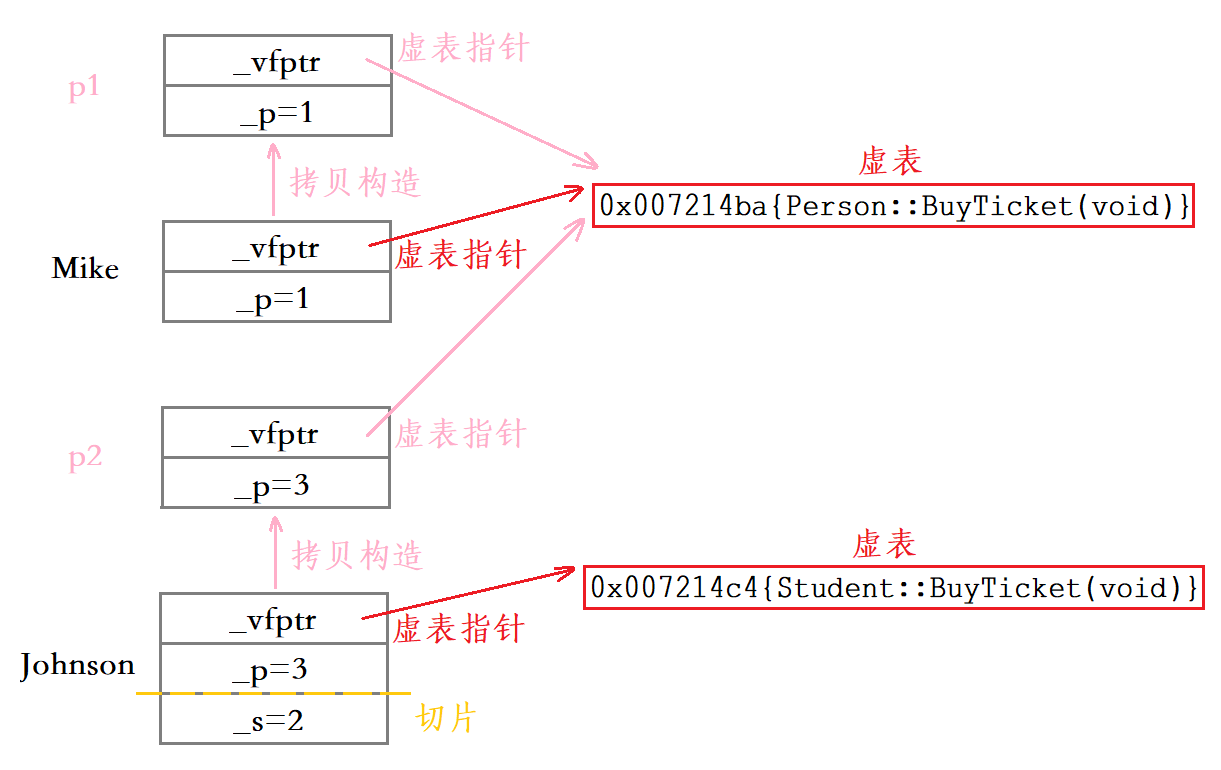 _vfptr
虚表指针
p1
_p=1
虚表
拷贝构造
0x007214ba{Person::BuyTicket(void)}
_vfptr
虚表指针
Mike
_p=1
_vfptr
虚表指针
p2
_p=3
虚表
拷贝构造
0x007214c4{Student::BuyTicket(void)}
_vfptr
虚表指针
Johnson
_p=3
切片
_s=2